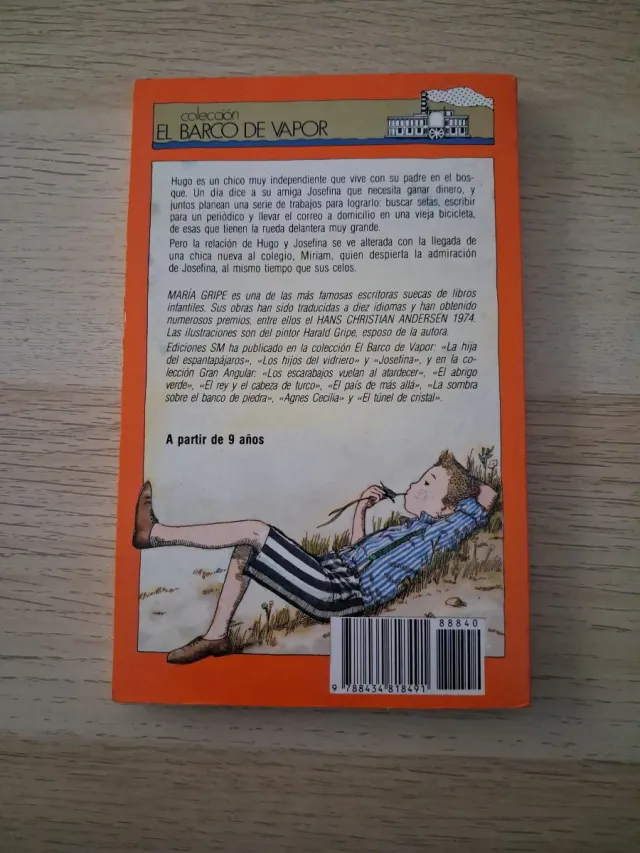 colección
EL BARCO DE VAPOR
Hugo es un chico muy independiente que vive con su padre en el bos-
que. Un día dice a su amiga Josefina que necesita ganar dinero, y
juntos planean una serie de trabajos para lograrlo: buscar setas, escribir
para un periódico y llevar el correo a domicilio en una vieja bicicleta,
de esas que tienen la rueda delantera muy grande.
Pero la relación de Hugo y Josefina se ve alterada con la llegada de
una chica nueva al colegio, Miriam, quien despierta la admiración
de Josefina, al mismo tiempo que sus celos.
MARÍA GRIPE es una de las más famosas escritoras suecas de libros
infantiles. Sus obras han sido traducidas a diez idiomas y han obtenido
numerosos premios, entre ellos el HANS CHRISTIAN ANDERSEN 1974.
Las ilustraciones son del pintor Harald Gripe, esposo de la autora.
Ediciones SM ha publicado en la colección El Barco de Vapor: «La hija
del espantapájaros», «Los hijos del vidriero» y «Josefina», y en la co-
lección Gran Angular: «Los escarabajos vuelan al atardecer», «El abrigo
verde», «El rey y el cabeza de turco», «El país de más allá», «La sombra
sobre el banco de piedra», «Agnes Cecilia» y «El túnel de cristal».
A partir de 9 años
88840
9 788434 818491